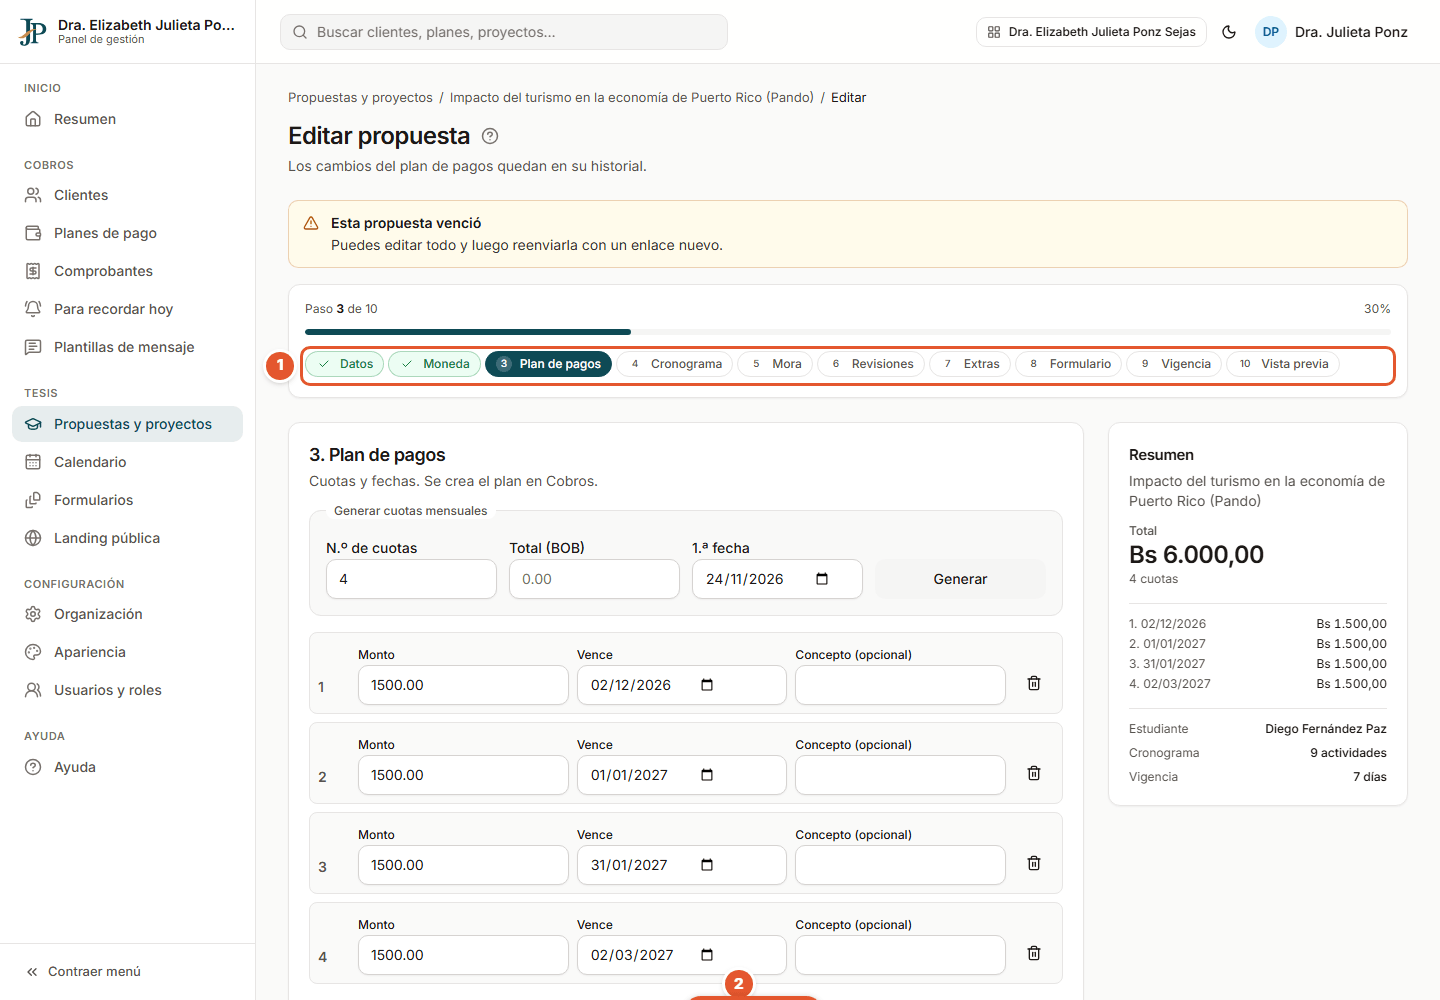 JP
Dra. Elizabeth Julieta Po...
Panel de gestión
Buscar clientes, planes, proyectos...
Dra. Elizabeth Julieta Ponz Sejas
DP
Dra. Julieta Ponz
INICIO
Resumen
COBROS
Clientes
Planes de pago
Comprobantes
Para recordar hoy
Plantillas de mensaje
TESIS
Propuestas y proyectos
Calendario
Formularios
Landing pública
CONFIGURACIÓN
Organización
Apariencia
Usuarios y roles
AYUDA
Ayuda
Contraer menú
Propuestas y proyectos / Impacto del turismo en la economía de Puerto Rico (Pando) / Editar
Editar propuesta
Los cambios del plan de pagos quedan en su historial.
Esta propuesta venció
Puedes editar todo y luego reenviarla con un enlace nuevo.
Paso 3 de 10
30%
1
Datos
Moneda
3 Plan de pagos
4 Cronograma
5 Mora
6 Revisiones
7 Extras
8 Formulario
9 Vigencia
10 Vista previa
3. Plan de pagos
Cuotas y fechas. Se crea el plan en Cobros.
Generar cuotas mensuales
N.º de cuotas
Total (BOB)
1.ª fecha
4
0.00
24/11/2026
Generar
Monto
Vence
Concepto (opcional)
1
1500.00
02/12/2026
Monto
Vence
Concepto (opcional)
2
1500.00
01/01/2027
Monto
Vence
Concepto (opcional)
3
1500.00
31/01/2027
Monto
Vence
Concepto (opcional)
4
1500.00
02/03/2027
2
Resumen
Impacto del turismo en la economía de
Puerto Rico (Pando)
Total
Bs 6.000,00
4 cuotas
1. 02/12/2026 Bs 1.500,00
2. 01/01/2027 Bs 1.500,00
3. 31/01/2027 Bs 1.500,00
4. 02/03/2027 Bs 1.500,00
Estudiante Diego Fernández Paz
Cronograma 9 actividades
Vigencia 7 días